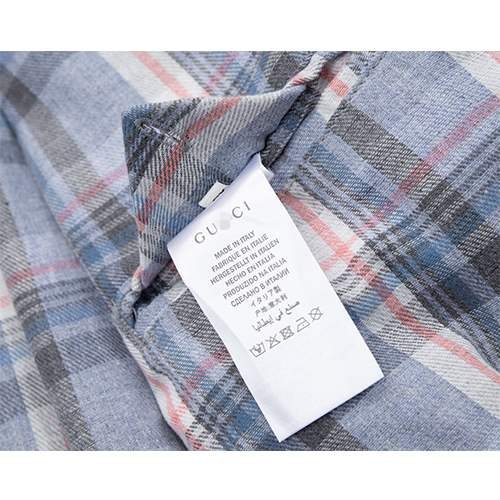 GUCCI
MADE IN ITALY
FABRIQUÉ EN ITALIE
HERGESTELLT IN ITALIEN
HECHO EN ITALIA
PRODUZIDO NA ITALIA
СДЕЛАНО В ИТАЛИИ
イタリア製
产地 意大利
صنع في إيطاليا